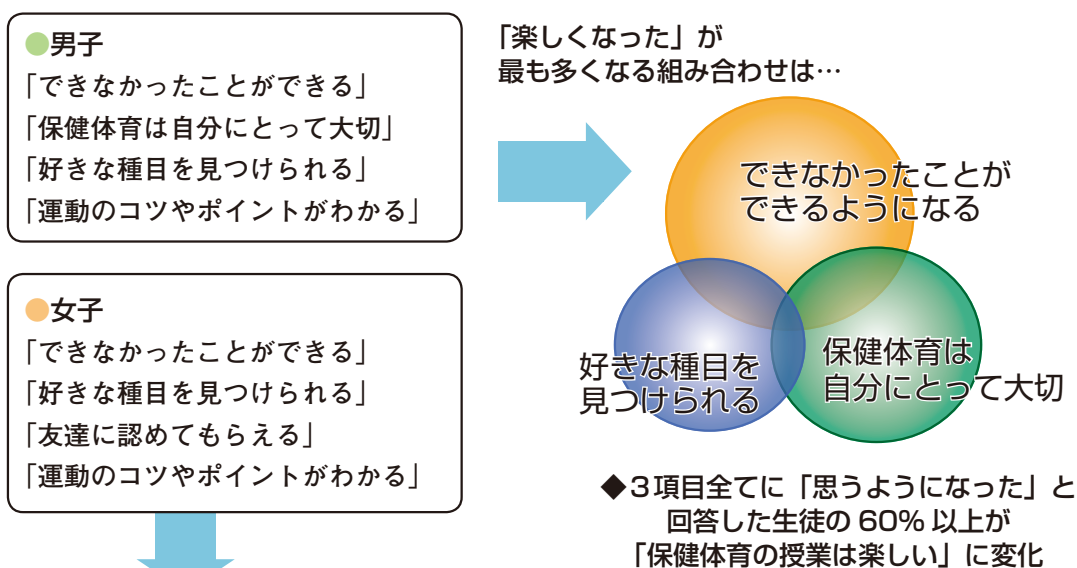 ●男子
「できなかったことができる」
「保健体育は自分にとって大切」
「好きな種目を見つけられる」
「運動のコツやポイントがわかる」
●女子
「できなかったことができる」
「好きな種目を見つけられる」
「友達に認めてもらえる」
「運動のコツやポイントがわかる」
「楽しくなった」が
最も多くなる組み合わせは…
できなかったことが
できるようになる
好きな種目を
見つけられる
保健体育は
自分にとって大切
◆3項目全てに「思うようになった」と
回答した生徒の 60% 以上が
「保健体育の授業は楽しい」に変化